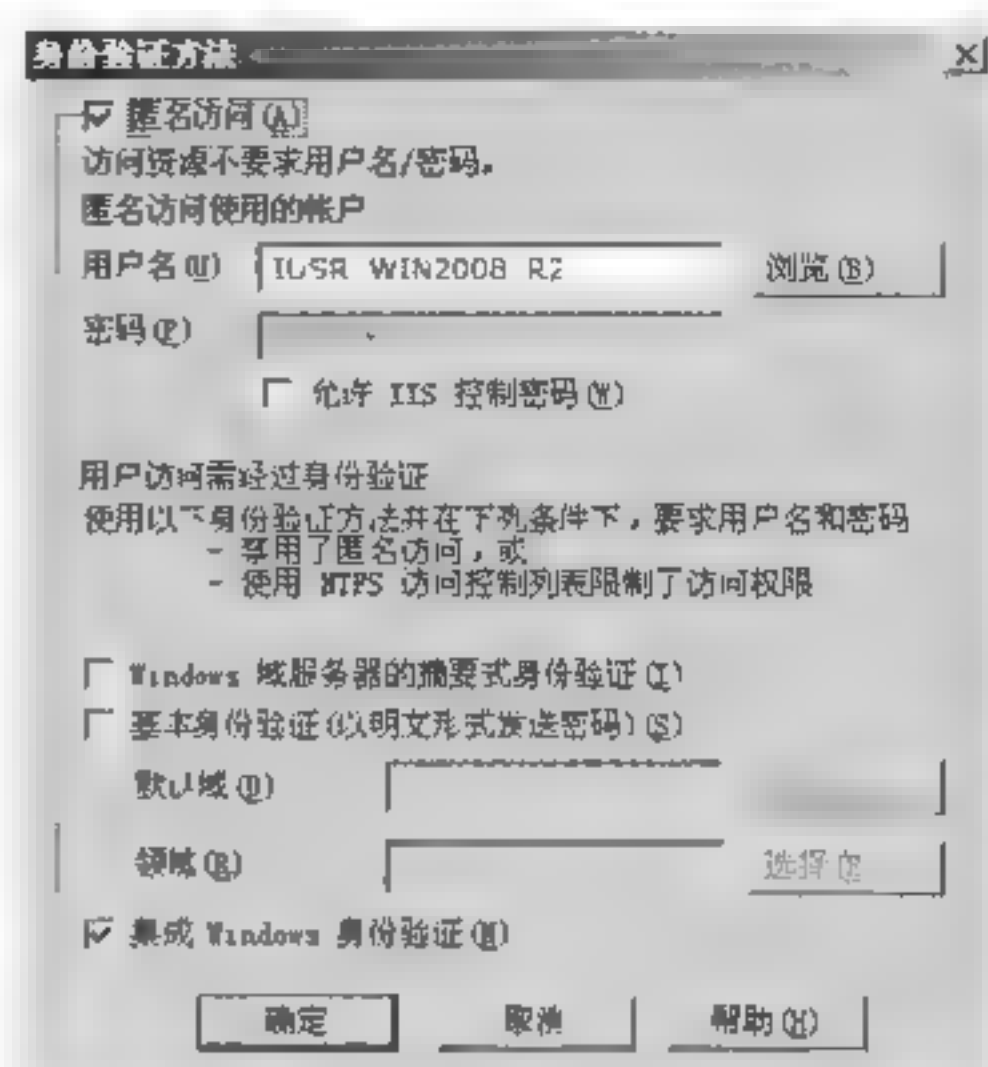 身份验证方法
匿名访问(A)
访问资源不要求用户名/密码。
匿名访问使用的帐户
用户名(U) IUSR WIN2008 R2 浏览(B)
密码(P)
允许 IIS 控制密码(W)
用户访问需经过身份验证
使用以下身份验证方法并在下列条件下，要求用户名和密码
- 禁用了匿名访问，或
- 使用 NTFS 访问控制列表限制了访问权限
Windows 域服务器的摘要式身份验证(T)
基本身份验证(以明文形式发送密码)(S)
默认域(D)
领域(R) 选择
集成 Windows 身份验证(N)
确定 取消 帮助(H)